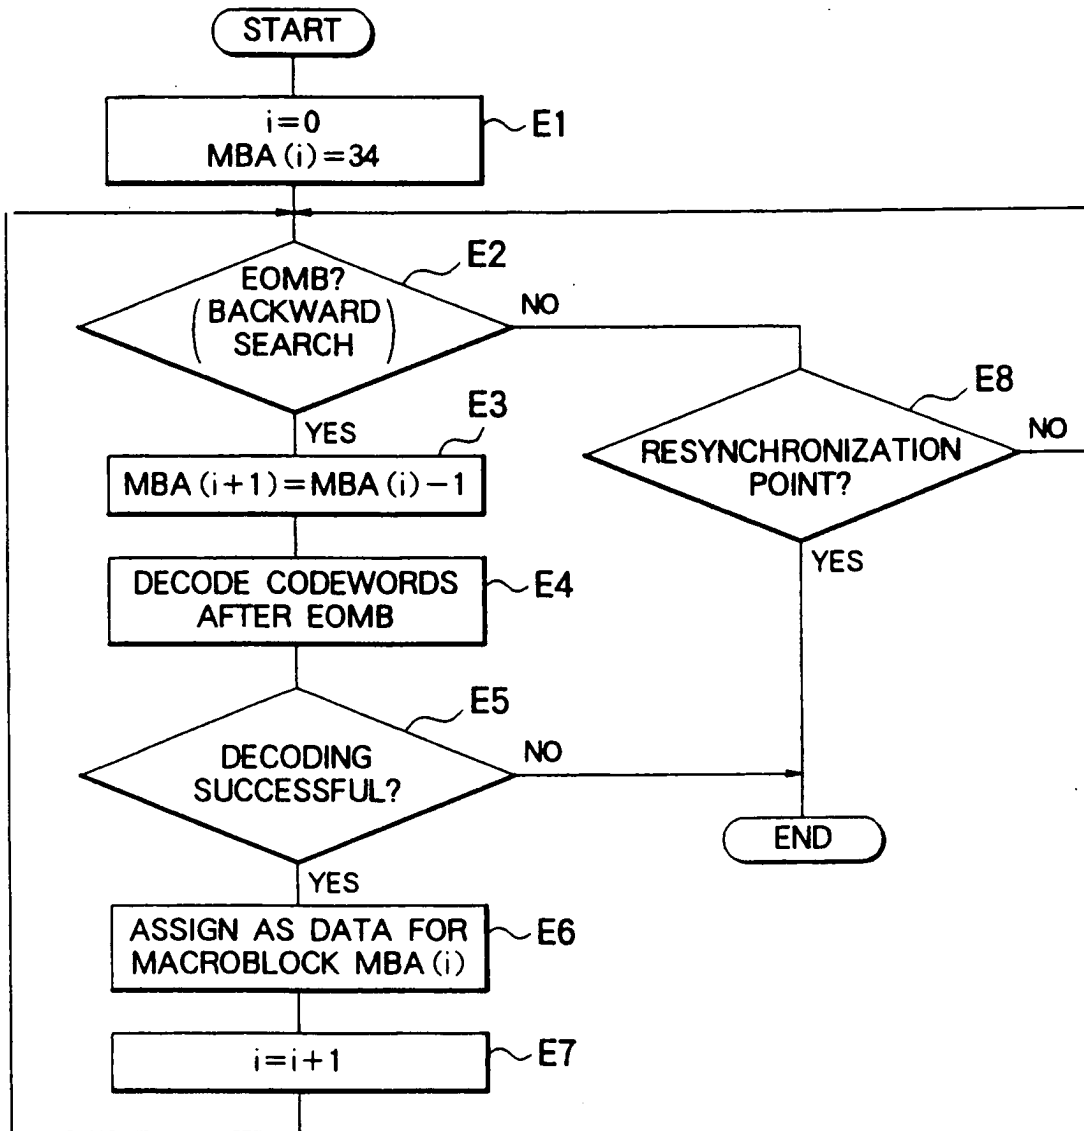 START
i=0
MBA(i)=34
E1
EOMB?
(BACKWARD
SEARCH)
E2
NO
YES
E3
MBA(i+1)=MBA(i)-1
DECODE CODEWORDS
AFTER EOMB
E4
RESYNCHRONIZATION
POINT?
E8
NO
YES
DECODING
SUCCESSFUL?
E5
NO
YES
END
ASSIGN AS DATA FOR
MACROBLOCK MBA(i)
E6
i=i+1
E7